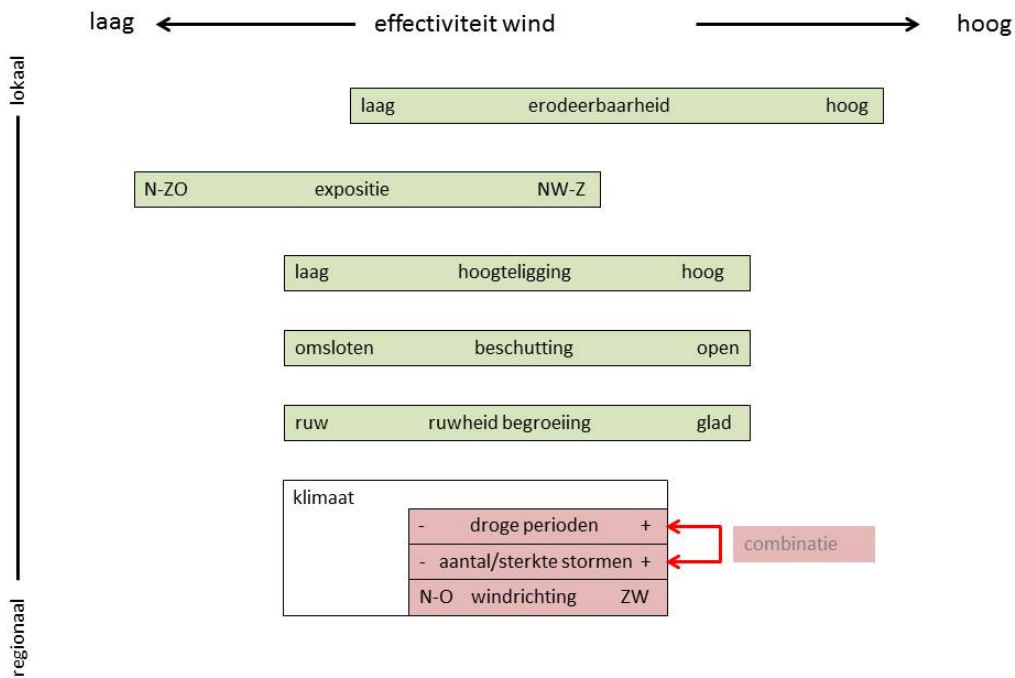 laag effectiviteit wind hoog
lokaal
laag erodeerbaarheid hoog
N-ZO expositie NW-Z
laag hoogteligging hoog
omsloten beschutting open
ruw ruwheid begroeiing glad
klimaat
- droge perioden +
combinatie
- aantal/sterkte stormen +
N-O windrichting ZW
regionaal